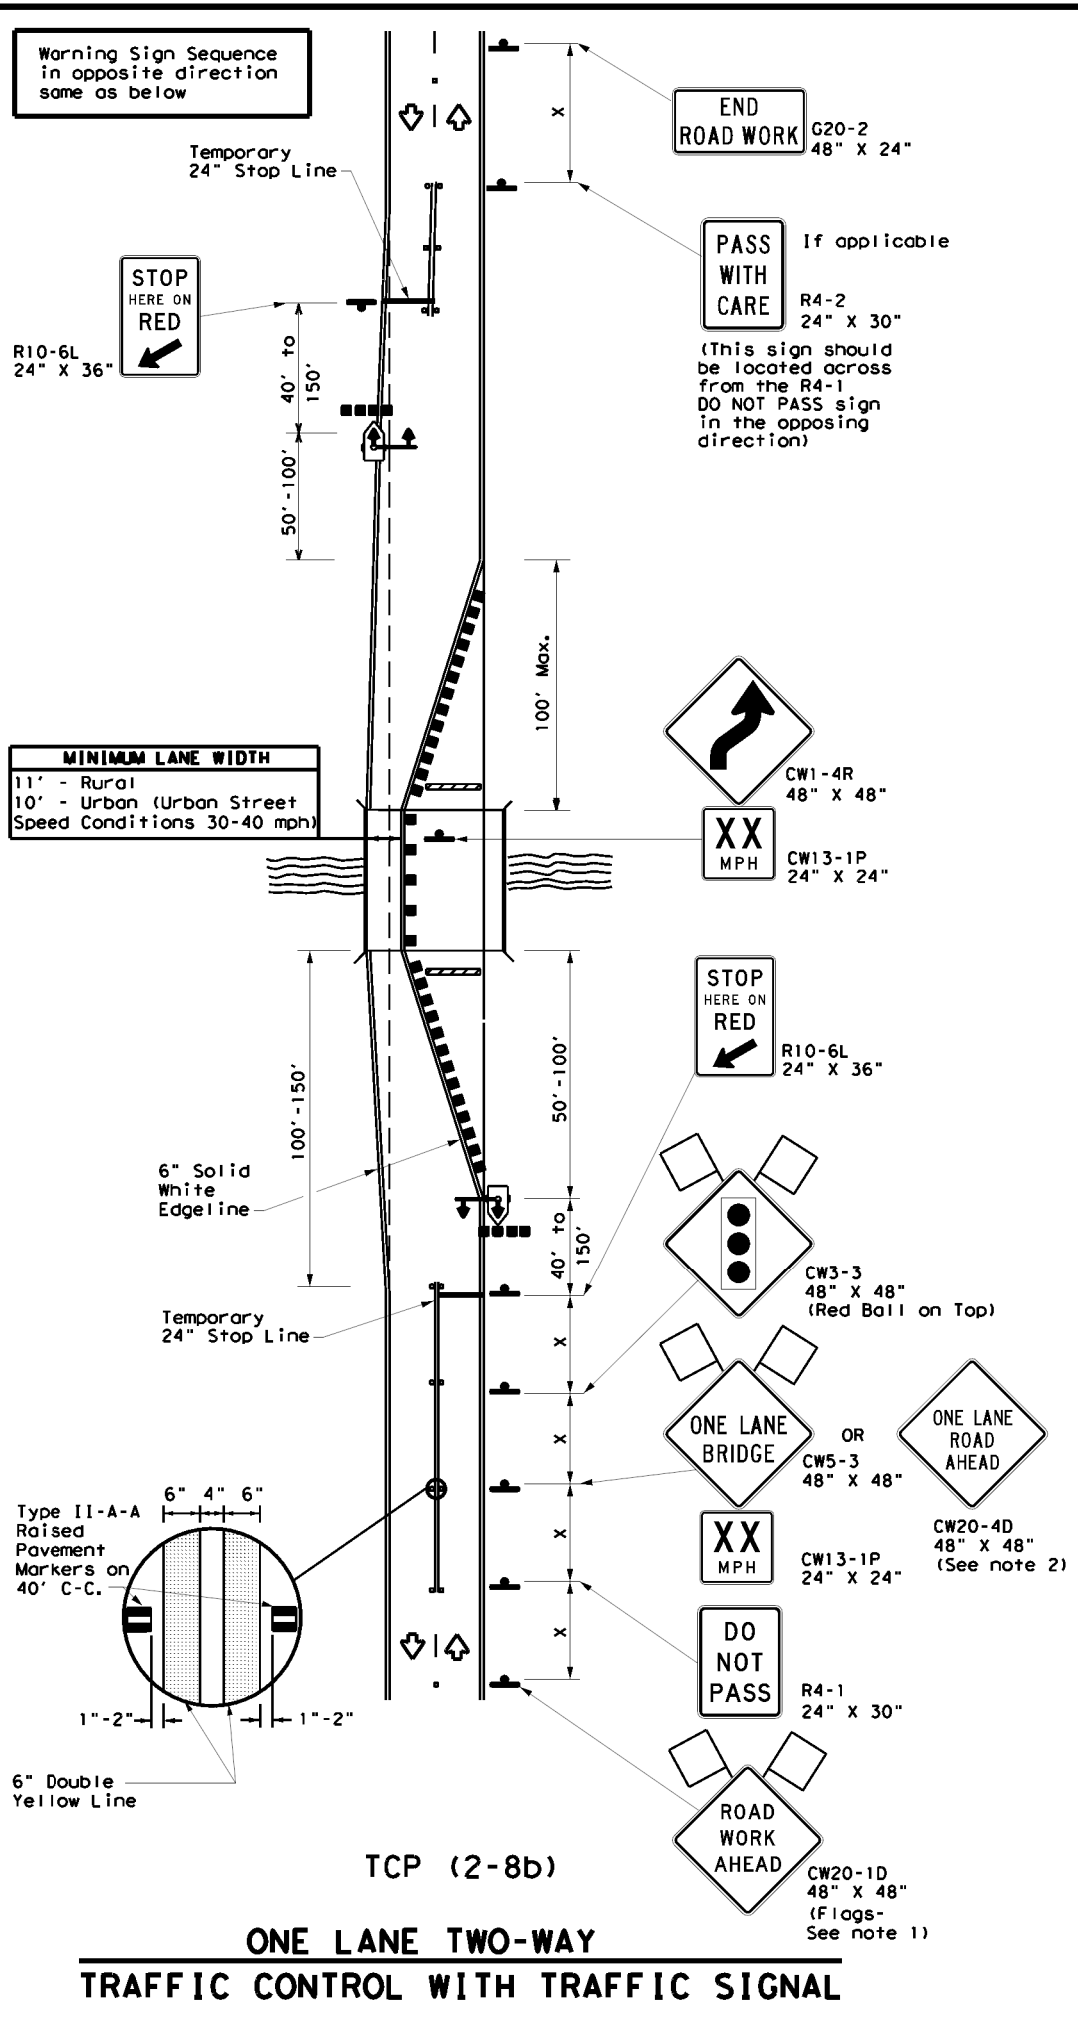 Warning Sign Sequence
in opposite direction
same as below
X
END
ROAD WORK
G20-2
48" X 24"
Temporary
24" Stop Line
PASS
WITH
CARE
If applicable
R4-2
24" X 30"
(This sign should
be located across
from the R4-1
DO NOT PASS sign
in the opposing
direction)
STOP
HERE ON
RED
R10-6L
24" X 36"
40' to
150'
50'-100'
100' Max.
CW1-4R
48" X 48"
XX
MPH
CW13-1P
24" X 24"
MINIMUM LANE WIDTH
11' - Rural
10' - Urban (Urban Street
Speed Conditions 30-40 mph)
STOP
HERE ON
RED
R10-6L
24" X 36"
100'-150'
50'-100'
6" Solid
White
Edgeline
40' to
150'
CW3-3
48" X 48"
(Red Ball on Top)
Temporary
24" Stop Line
X
X
X
X
ONE LANE
BRIDGE
OR
CW5-3
48" X 48"
ONE LANE
ROAD
AHEAD
CW20-4D
48" X 48"
(See note 2)
XX
MPH
CW13-1P
24" X 24"
6" 4" 6"
Type II-A-A
Raised
Pavement
Markers on
40' C-C.
DO
NOT
PASS
R4-1
24" X 30"
1"-2"
1"-2"
6" Double
Yellow Line
ROAD
WORK
AHEAD
CW20-1D
48" X 48"
(Flags-
See note 1)
TCP (2-8b)
ONE LANE TWO-WAY
TRAFFIC CONTROL WITH TRAFFIC SIGNAL